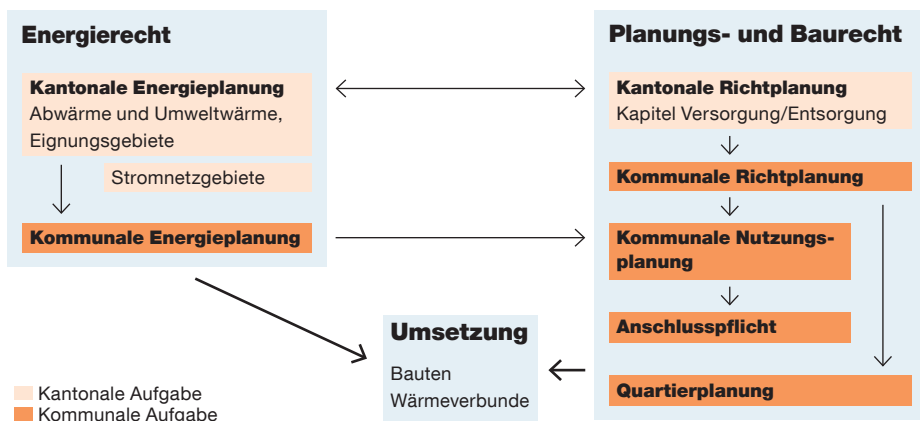 Energierecht
Kantonale Energieplanung
Abwärme und Umweltwärme,
Eignungsgebiete
Stromnetzgebiete
Kommunale Energieplanung
Planungs- und Baurecht
Kantonale Richtplanung
Kapitel Versorgung/Entsorgung
Kommunale Richtplanung
Kommunale Nutzungs-
planung
Anschlusspflicht
Quartierplanung
Umsetzung
Bauten
Wärmeverbunde
Kantonale Aufgabe
Kommunale Aufgabe